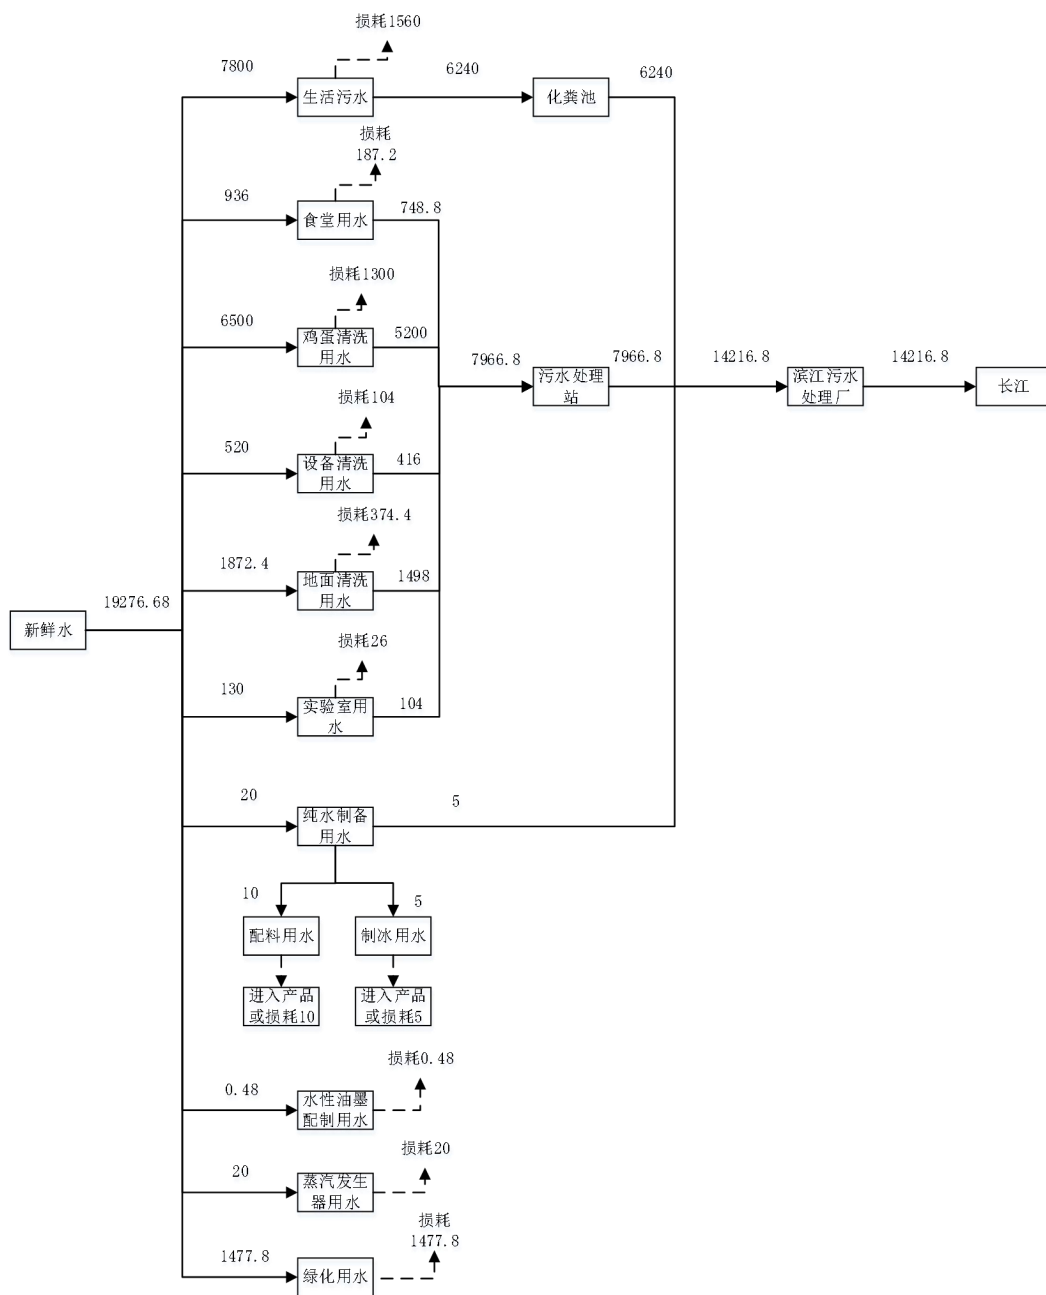 损耗1560
7800
6240
6240
生活污水
化粪池
损耗
187.2
936
748.8
食堂用水
损耗1300
6500
5200
鸡蛋清洗
用水
7966.8
7966.8
14216.8
14216.8
污水处理
站
滨江污水
处理厂
长江
损耗104
520
416
设备清洗
用水
损耗374.4
1872.4
1498
地面清洗
用水
19276.68
新鲜水
损耗26
130
104
实验室用
水
20
5
纯水制备
用水
10
5
配料用水
制冰用水
进入产品
或损耗10
进入产品
或损耗5
损耗0.48
0.48
水性油墨
配制用水
损耗20
20
蒸汽发生
器用水
损耗
1477.8
1477.8
绿化用水